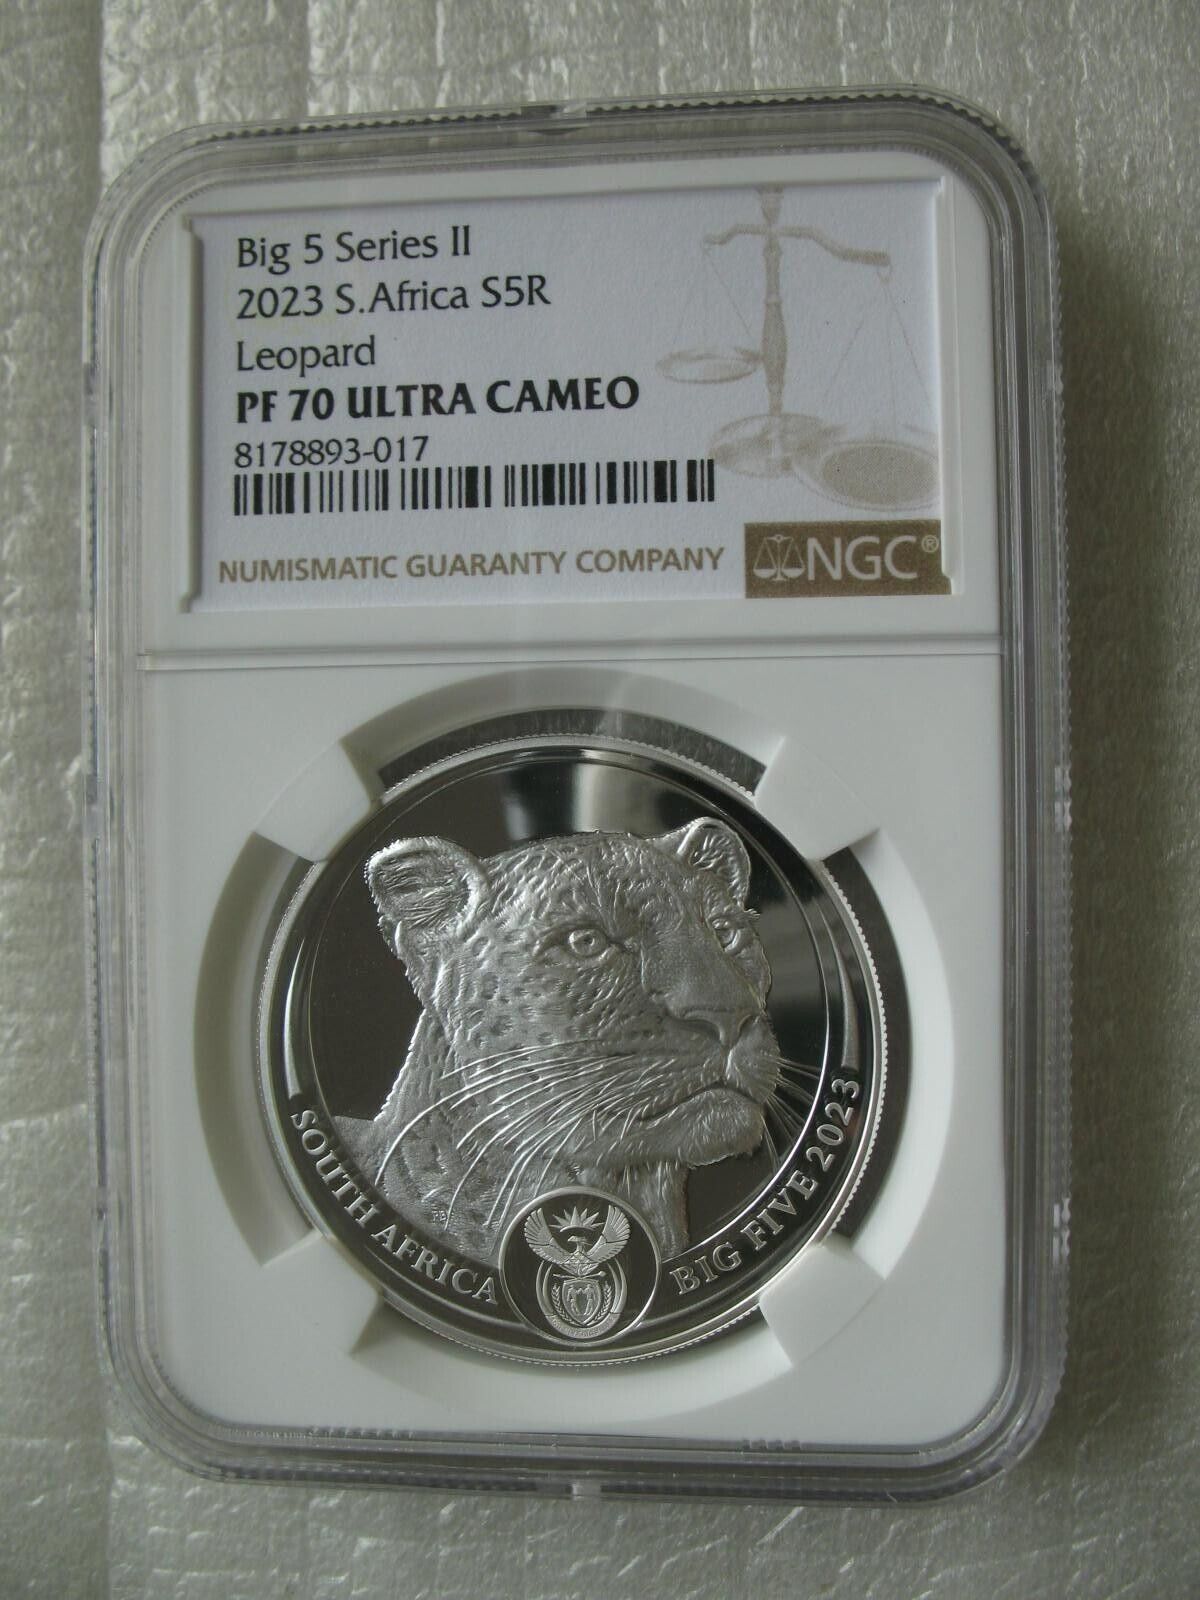 Big 5 Series II
2023 S.Africa S5R
Leopard
PF 70 ULTRA CAMEO
8178893-017
NUMISMATIC GUARANTY COMPANY
NGC®
SOUTH AFRICA
BIG FIVE 2023